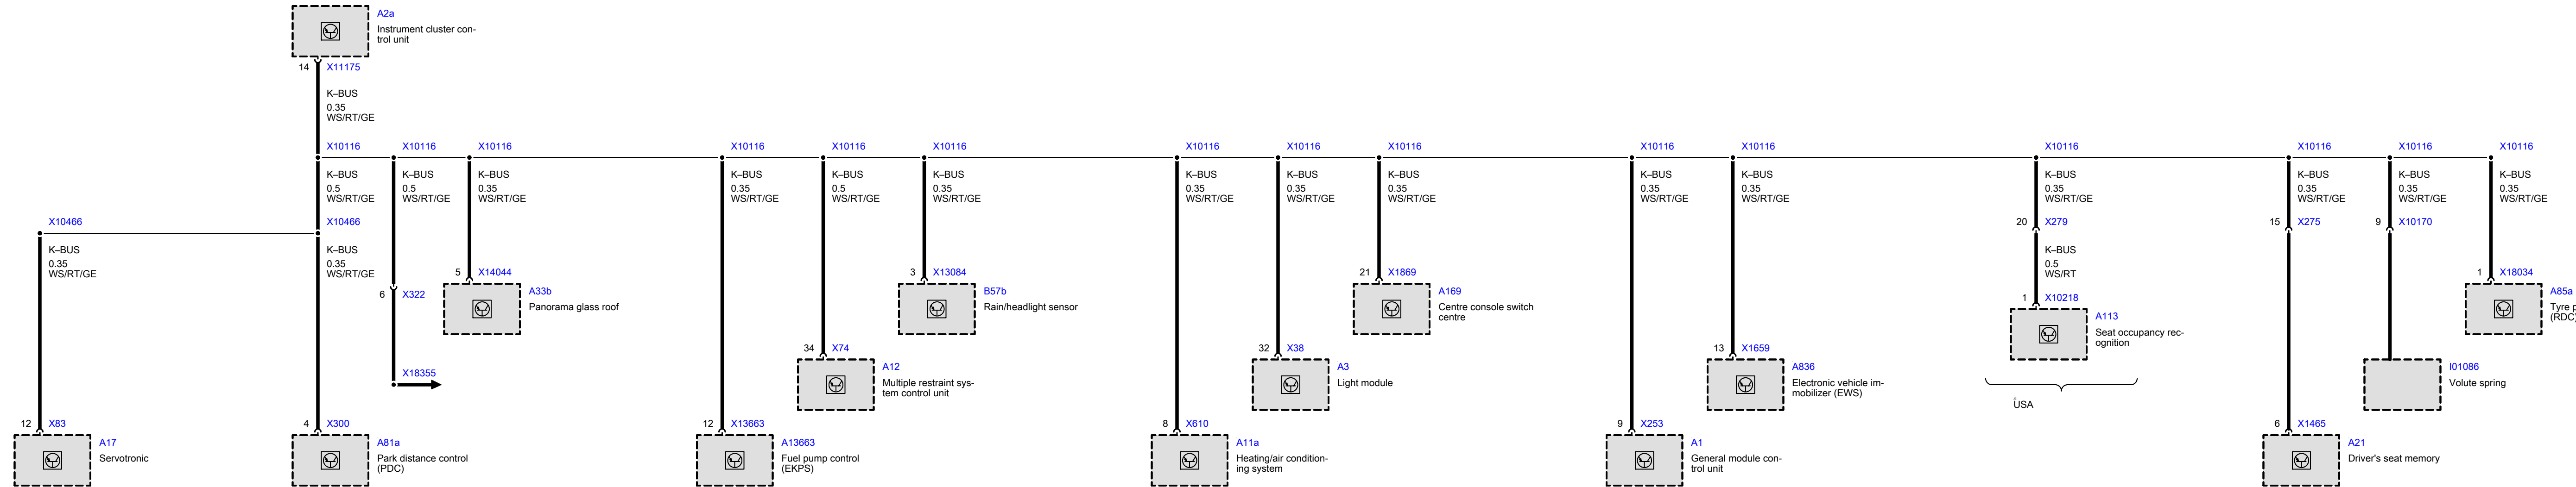 A2a
Instrument cluster con-
trol unit
14 X11175
K–BUS
0.35
WS/RT/GE
X10116 X10116 X10116 X10116 X10116 X10116 X10116 X10116 X10116 X10116 X10116 X10116 X10116 X10116 X10116
K–BUS K–BUS K–BUS K–BUS K–BUS K–BUS K–BUS K–BUS K–BUS K–BUS K–BUS K–BUS K–BUS K–BUS K–BUS
0.5 0.5 0.35 0.35 0.5 0.35 0.35 0.35 0.35 0.35 0.35 0.35 0.35 0.35 0.35
WS/RT/GE WS/RT/GE WS/RT/GE WS/RT/GE WS/RT/GE WS/RT/GE WS/RT/GE WS/RT/GE WS/RT/GE WS/RT/GE WS/RT/GE WS/RT/GE WS/RT/GE WS/RT/GE WS/RT/GE
X10466 X10466 20 X279 15 X275 9 X10170
K–BUS K–BUS K–BUS
0.35 0.35 0.5
WS/RT/GE WS/RT/GE WS/RT
5 X14044 3 X13084 21 X1869 1 X18034
6 X322
1 X10218
A33b
Panorama glass roof
B57b
Rain/headlight sensor
A169
Centre console switch
centre
A85a
Tyre p
(RDC)
A113
Seat occupancy rec-
ognition
34 X74 32 X38 13 X1659
X18355
A12
Multiple restraint sys-
tem control unit
A3
Light module
A836
Electronic vehicle im-
mobilizer (EWS)
I01086
Volute spring
USA
12 X83 4 X300 12 X13663 8 X610 9 X253 6 X1465
A17
Servotronic
A81a
Park distance control
(PDC)
A13663
Fuel pump control
(EKPS)
A11a
Heating/air condition-
ing system
A1
General module con-
trol unit
A21
Driver's seat memory